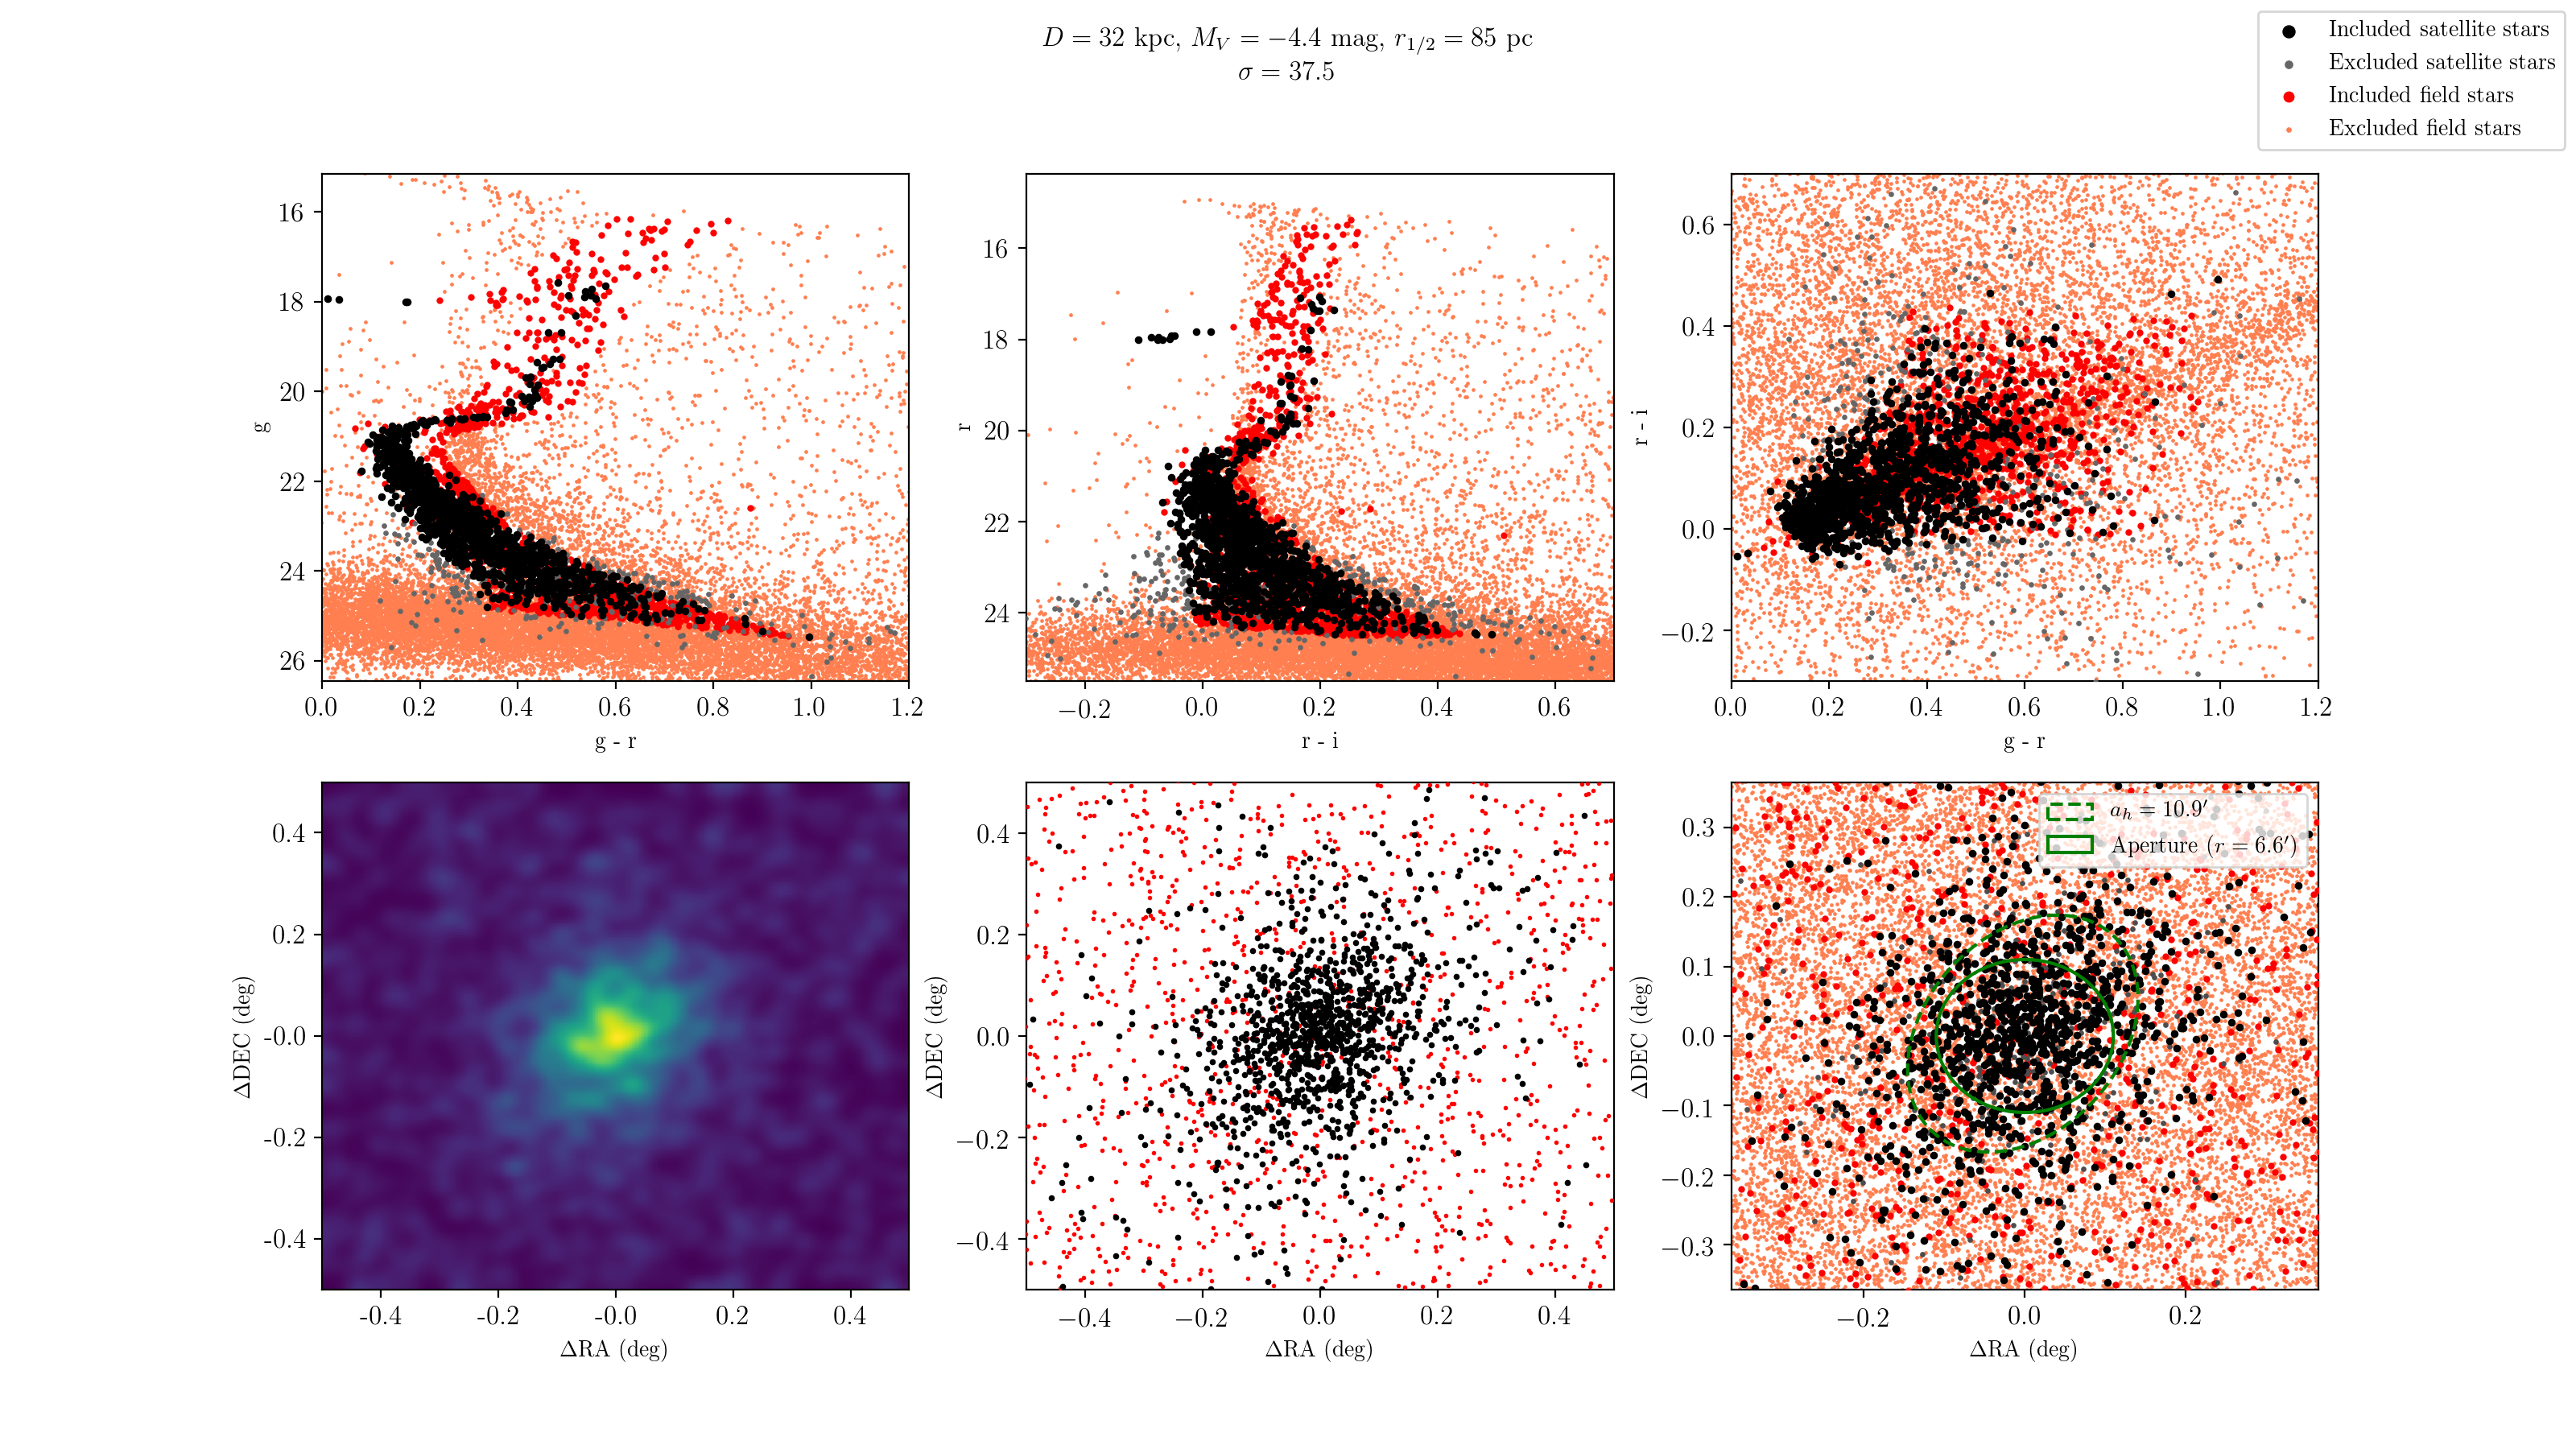 D = 32 kpc, M_V = −4.4 mag, r_{1/2} = 85 pc
σ = 37.5
Included satellite stars
Excluded satellite stars
Included field stars
Excluded field stars
g
16
18
20
22
24
26
0.0 0.2 0.4 0.6 0.8 1.0 1.2
g - r
r
16
18
20
22
24
−0.2 0.0 0.2 0.4 0.6
r - i
r - i
0.6
0.4
0.2
0.0
−0.2
0.0 0.2 0.4 0.6 0.8 1.0 1.2
g - r
ΔDEC (deg)
0.4
0.2
-0.0
-0.2
-0.4
-0.4 -0.2 -0.0 0.2 0.4
ΔRA (deg)
ΔDEC (deg)
0.4
0.2
0.0
−0.2
−0.4
−0.4 −0.2 0.0 0.2 0.4
ΔRA (deg)
ΔDEC (deg)
0.3
0.2
0.1
0.0
−0.1
−0.2
−0.3
a_h = 10.9′
Aperture (r = 6.6′)
−0.2 0.0 0.2
ΔRA (deg)